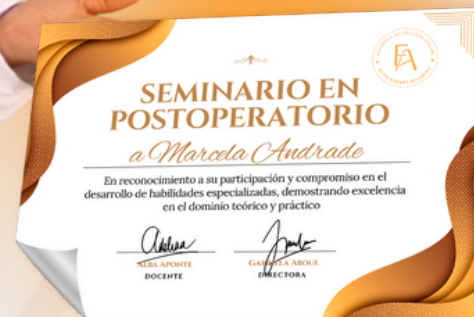 SEMINARIO EN
POSTOPERATORIO
a Marcela Andrade
En reconocimiento a su participación y compromiso en el
desarrollo de habilidades especializadas, demostrando excelencia
en el dominio teórico y práctico
ALBA APONTE
DOCENTE
DIRECTORA